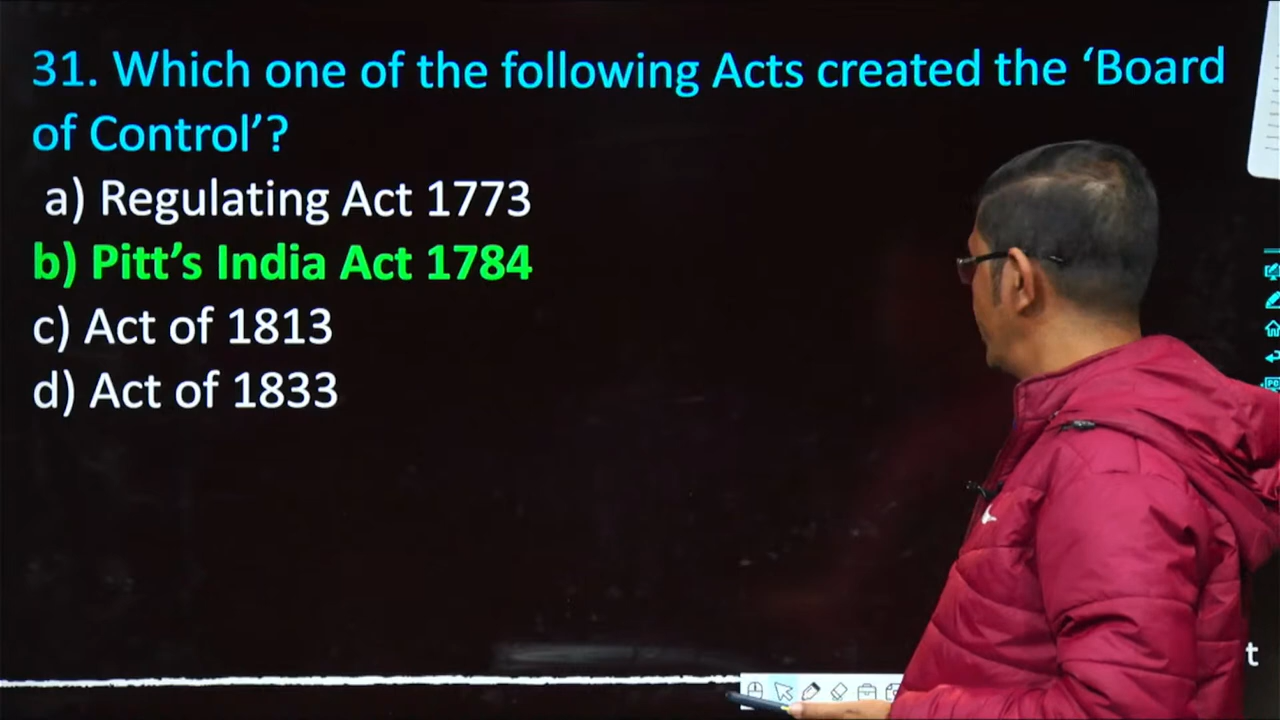 31. Which one of the following Acts created the ‘Board
of Control’?
a) Regulating Act 1773
b) Pitt’s India Act 1784
c) Act of 1813
d) Act of 1833
t